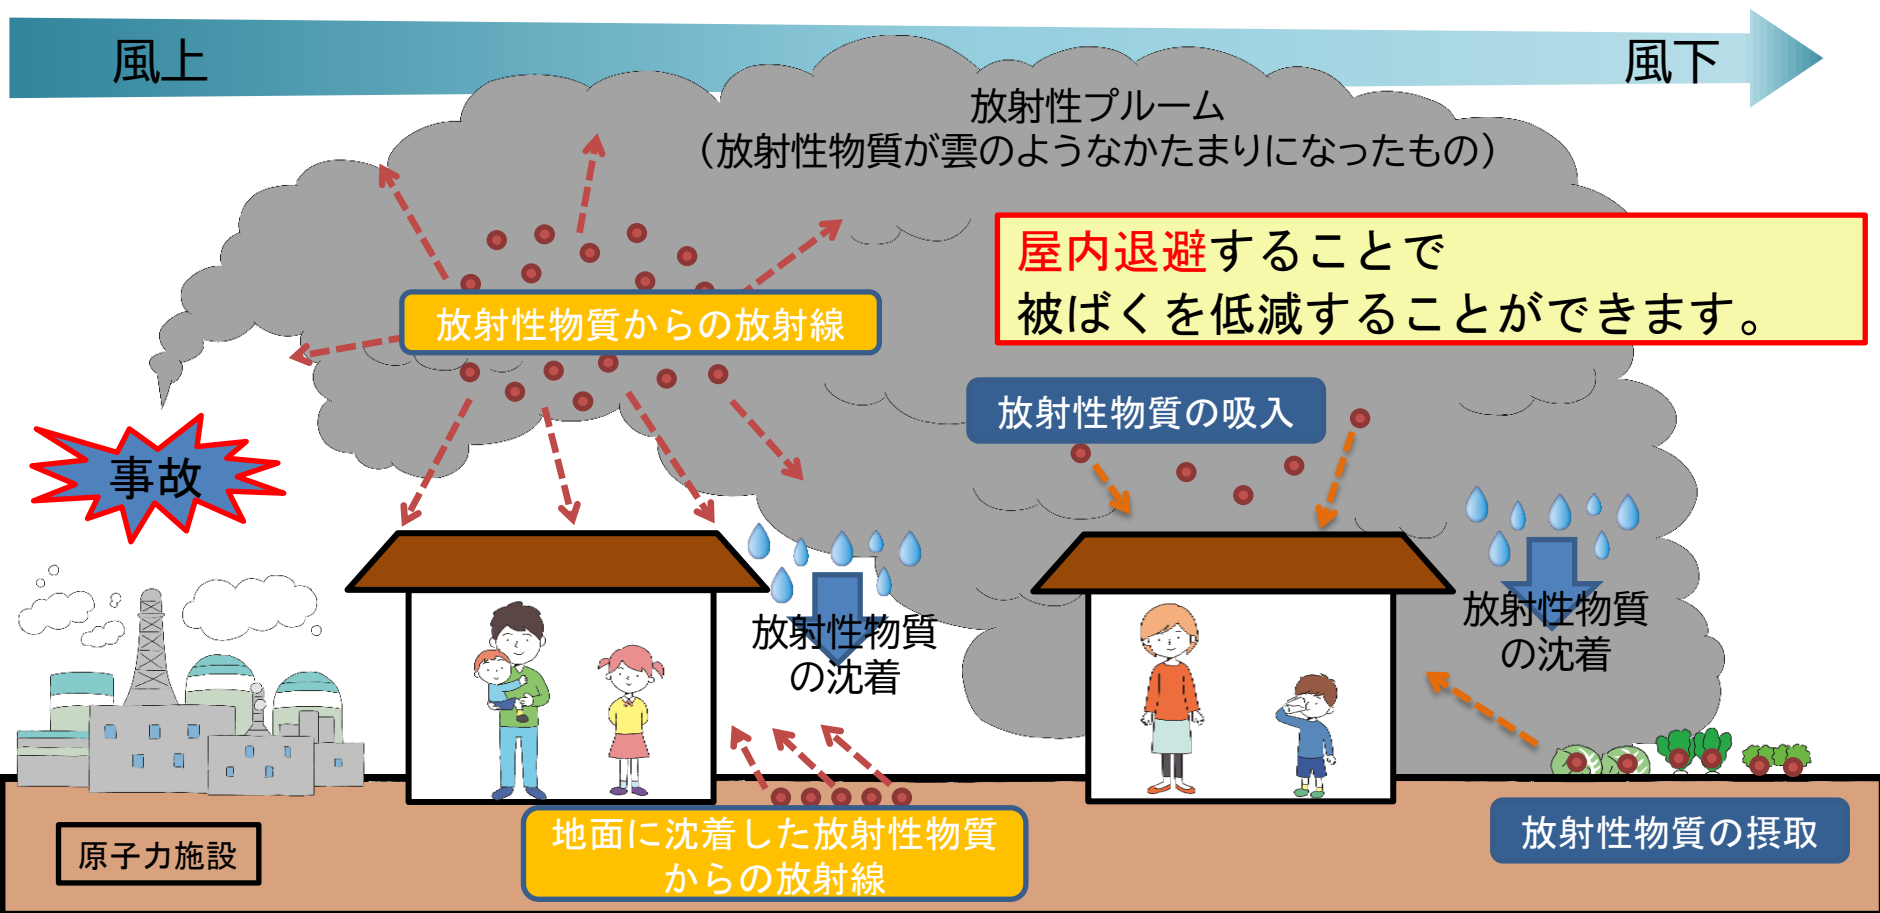 風上
風下
放射性プルーム
（放射性物質が雲のようなかたまりになったもの）
屋内退避することで
被ばくを低減することができます。
放射性物質からの放射線
放射性物質の吸入
事故
放射性物質
の沈着
放射性物質
の沈着
地面に沈着した放射性物質
からの放射線
放射性物質の摂取
原子力施設